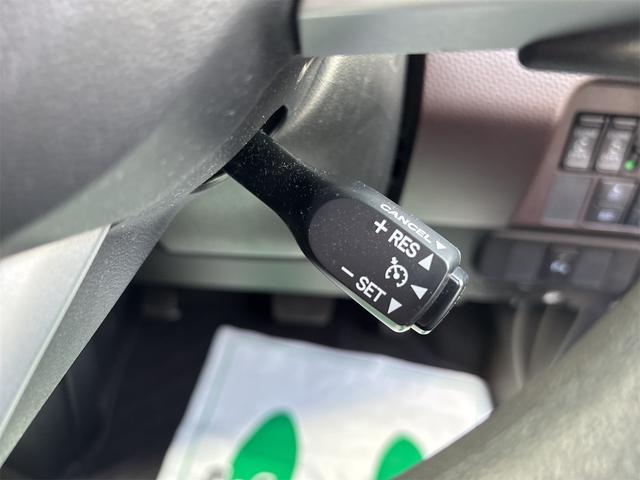 CANCEL ▼
+ RES ▲
◀
− SET ▼